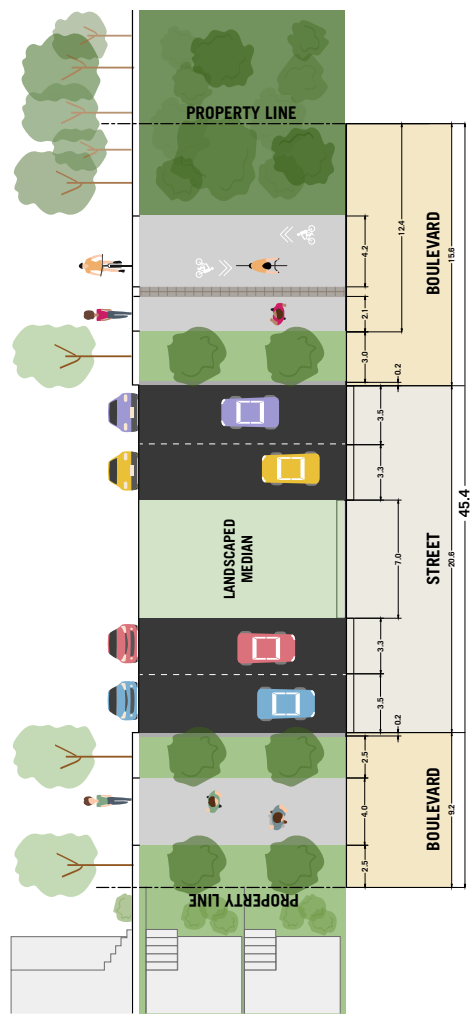 PROPERTY LINE
12.4
4.2
BOULEVARD
15.6
2.1
3.0
0.2
3.5
3.3
LANDSCAPED
MEDIAN
7.0
STREET
20.6
45.4
3.3
3.5
0.2
2.5
4.0
BOULEVARD
9.2
2.5
PROPERTY LINE